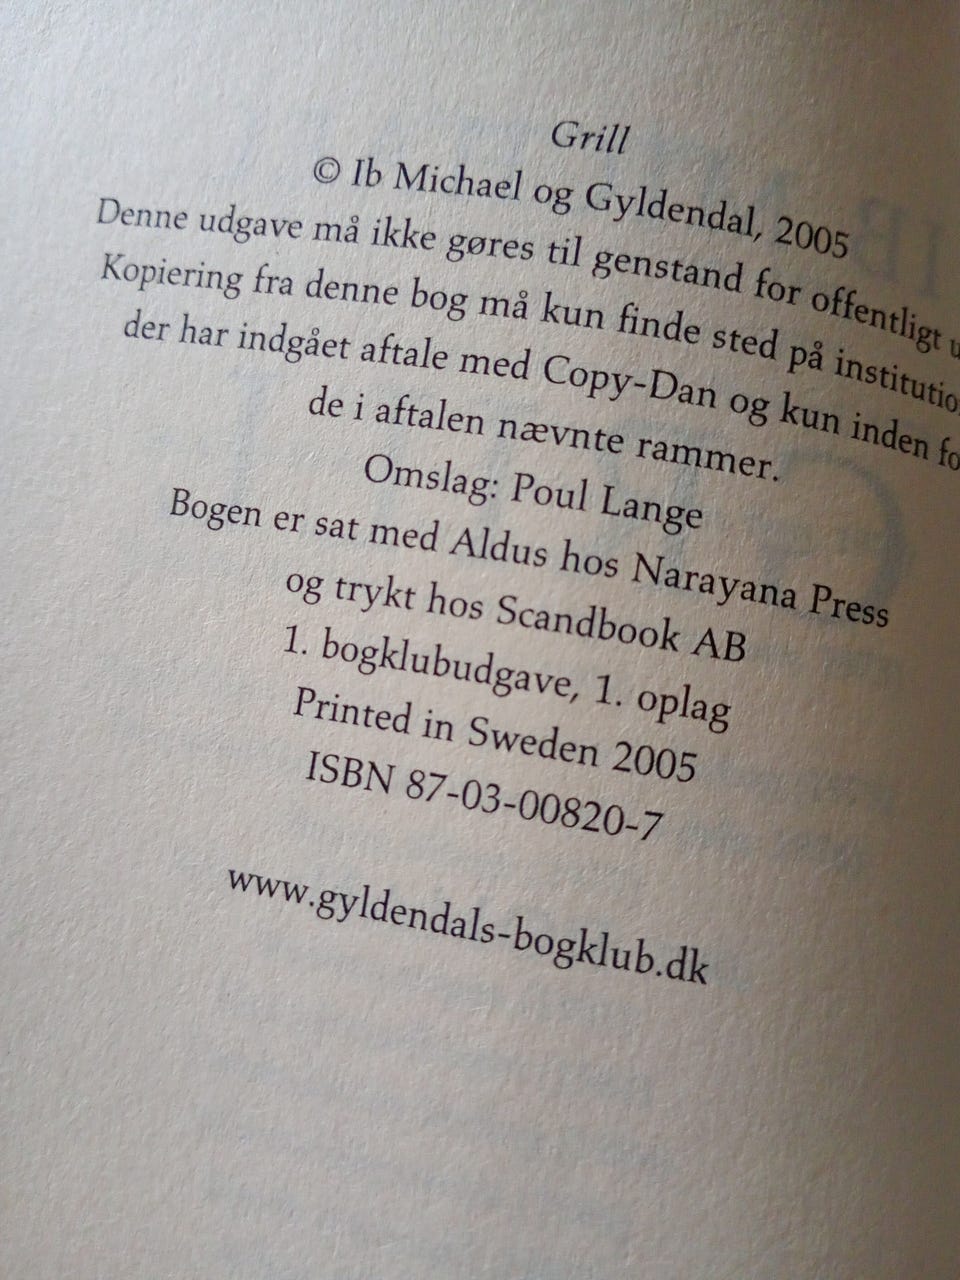 Grill
© Ib Michael og Gyldendal, 2005
Denne udgave må ikke gøres til genstand for offentligt
Kopiering fra denne bog må kun finde sted på institutio
der har indgået aftale med Copy-Dan og kun inden fo
de i aftalen nævnte rammer.
Omslag: Poul Lange
Bogen er sat med Aldus hos Narayana Press
og trykt hos Scandbook AB
1. bogklubudgave, 1. oplag
Printed in Sweden 2005
ISBN 87-03-00820-7
www.gyldendals-bogklub.dk